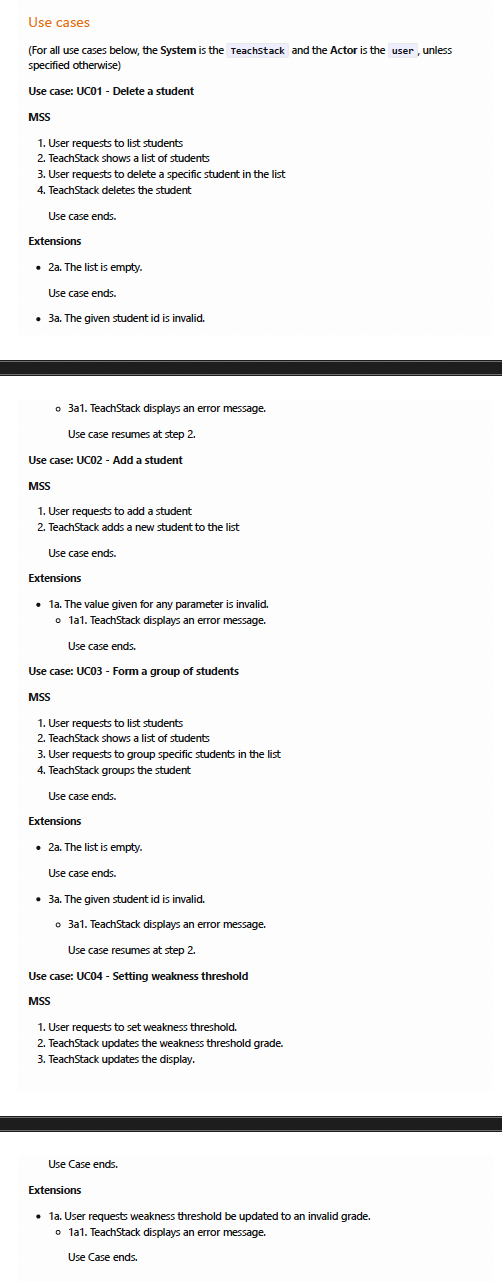 Use cases
(For all use cases below, the System is the TeachStack and the Actor is the user, unless
specified otherwise)
Use case: UC01 - Delete a student
MSS
1. User requests to list students
2. TeachStack shows a list of students
3. User requests to delete a specific student in the list
4. TeachStack deletes the student
Use case ends.
Extensions
• 2a. The list is empty.
Use case ends.
• 3a. The given student id is invalid.
◦ 3a1. TeachStack displays an error message.
Use case resumes at step 2.
Use case: UC02 - Add a student
MSS
1. User requests to add a student
2. TeachStack adds a new student to the list
Use case ends.
Extensions
• 1a. The value given for any parameter is invalid.
◦ 1a1. TeachStack displays an error message.
Use case ends.
Use case: UC03 - Form a group of students
MSS
1. User requests to list students
2. TeachStack shows a list of students
3. User requests to group specific students in the list
4. TeachStack groups the student
Use case ends.
Extensions
• 2a. The list is empty.
Use case ends.
• 3a. The given student id is invalid.
◦ 3a1. TeachStack displays an error message.
Use case resumes at step 2.
Use case: UC04 - Setting weakness threshold
MSS
1. User requests to set weakness threshold.
2. TeachStack updates the weakness threshold grade.
3. TeachStack updates the display.
Use Case ends.
Extensions
• 1a. User requests weakness threshold be updated to an invalid grade.
◦ 1a1. TeachStack displays an error message.
Use Case ends.